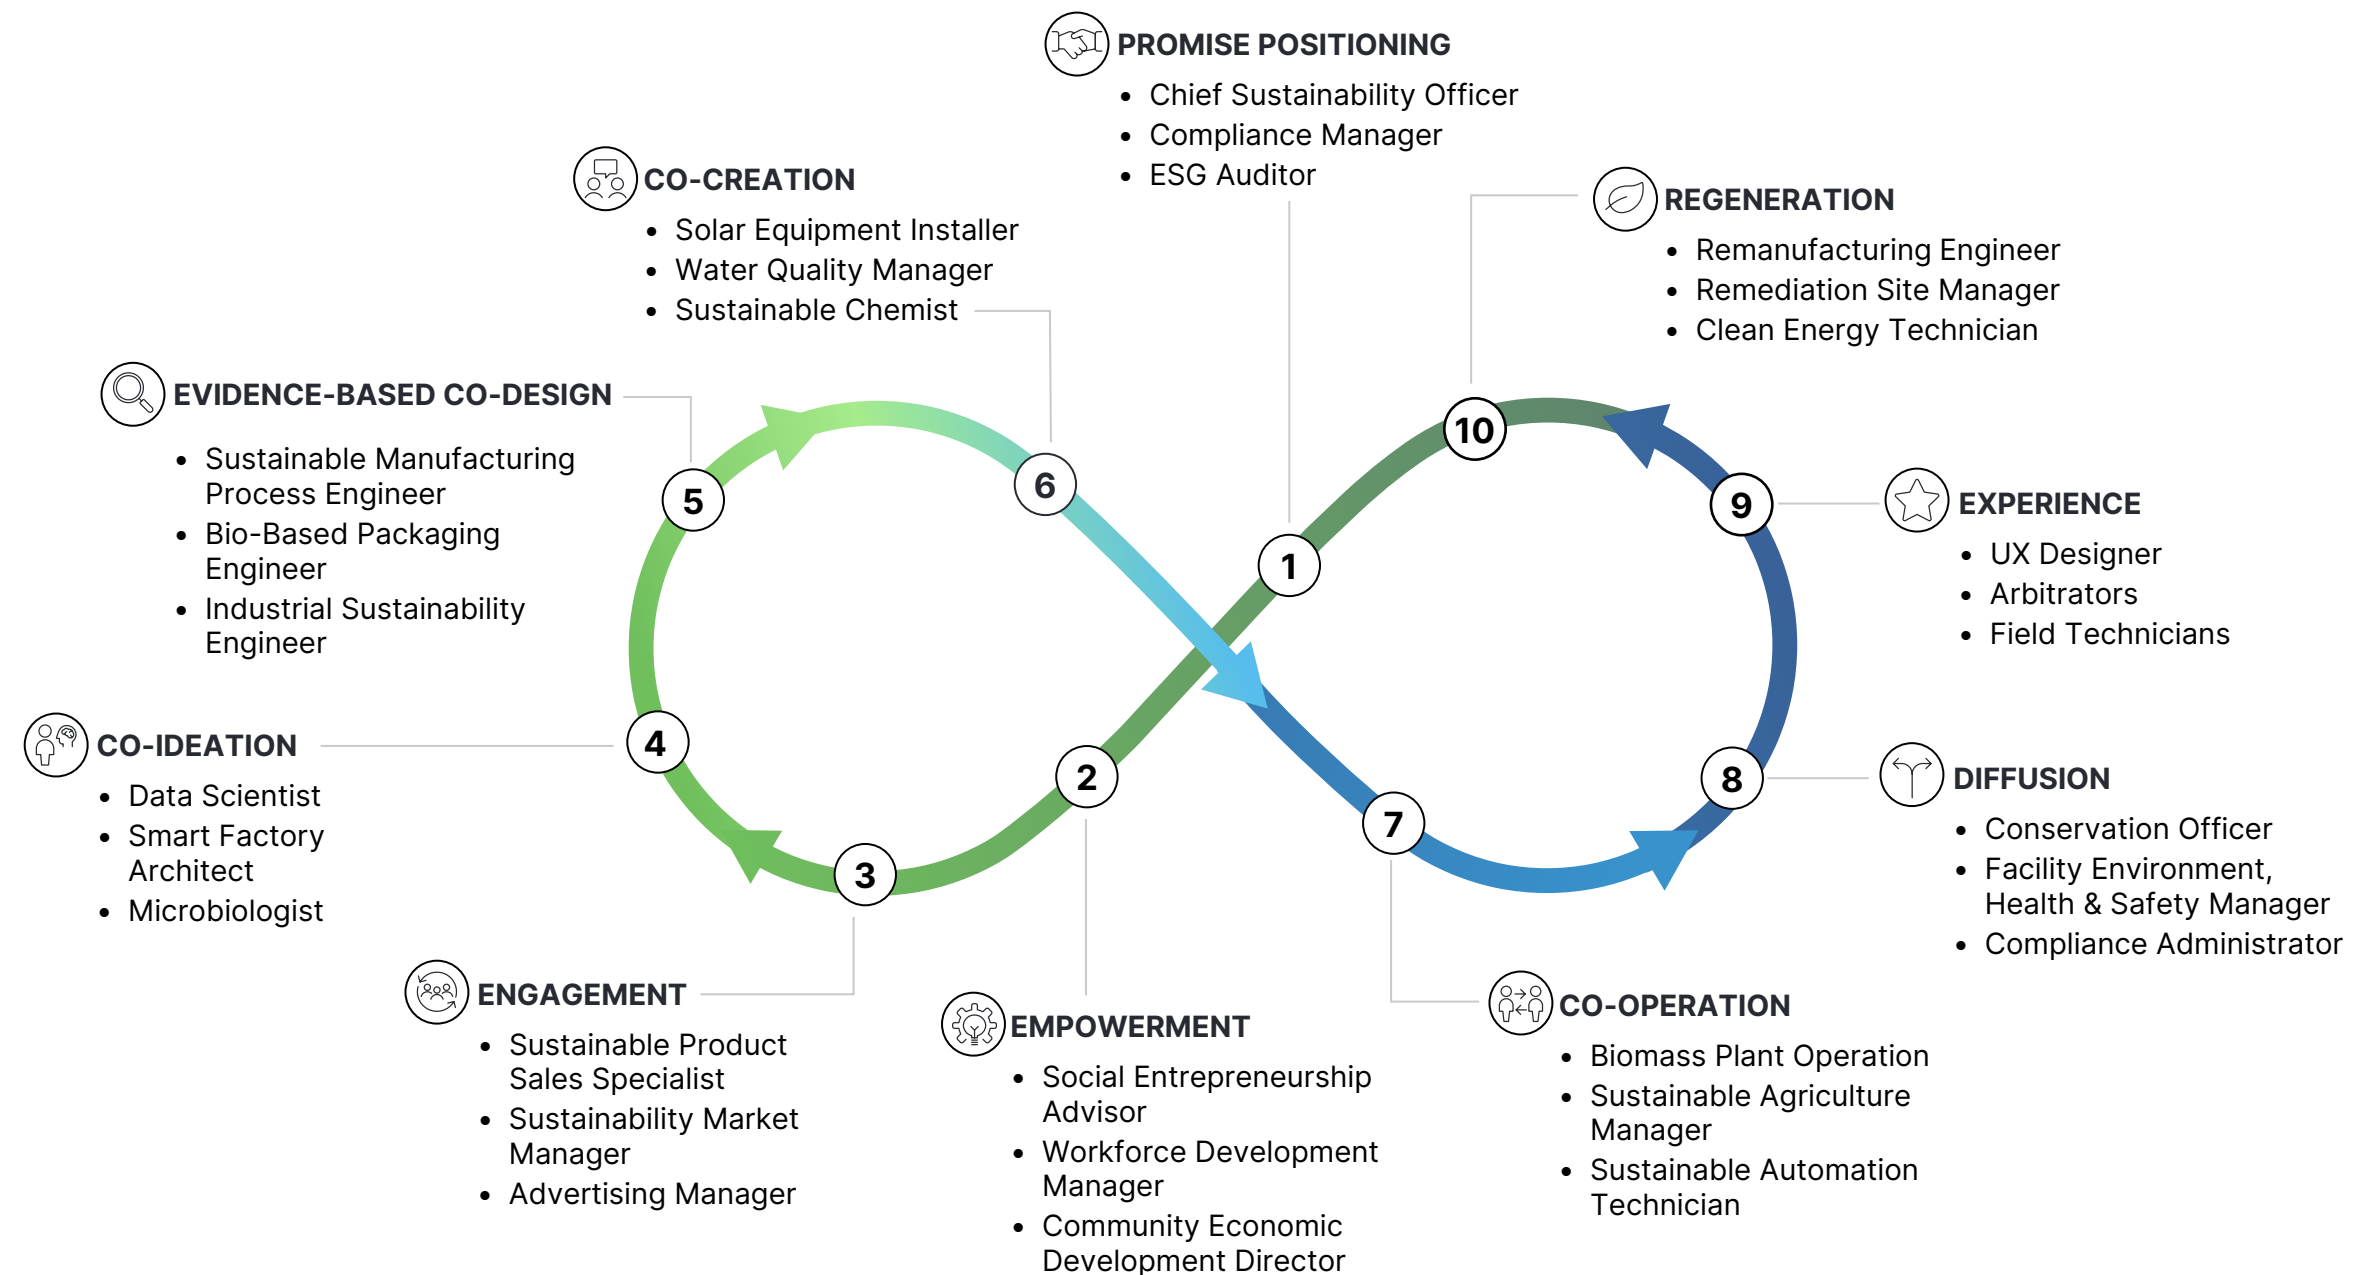 PROMISE POSITIONING
• Chief Sustainability Officer
• Compliance Manager
• ESG Auditor
CO-CREATION
• Solar Equipment Installer
• Water Quality Manager
• Sustainable Chemist
REGENERATION
• Remanufacturing Engineer
• Remediation Site Manager
• Clean Energy Technician
EVIDENCE-BASED CO-DESIGN
• Sustainable Manufacturing
Process Engineer
• Bio-Based Packaging
Engineer
• Industrial Sustainability
Engineer
10
6
5
9
1
EXPERIENCE
• UX Designer
• Arbitrators
• Field Technicians
CO-IDEATION
• Data Scientist
• Smart Factory
Architect
• Microbiologist
4
2
8
7
3
DIFFUSION
• Conservation Officer
• Facility Environment,
Health & Safety Manager
• Compliance Administrator
ENGAGEMENT
• Sustainable Product
Sales Specialist
• Sustainability Market
Manager
• Advertising Manager
EMPOWERMENT
• Social Entrepreneurship
Advisor
• Workforce Development
Manager
• Community Economic
Development Director
CO-OPERATION
• Biomass Plant Operation
• Sustainable Agriculture
Manager
• Sustainable Automation
Technician